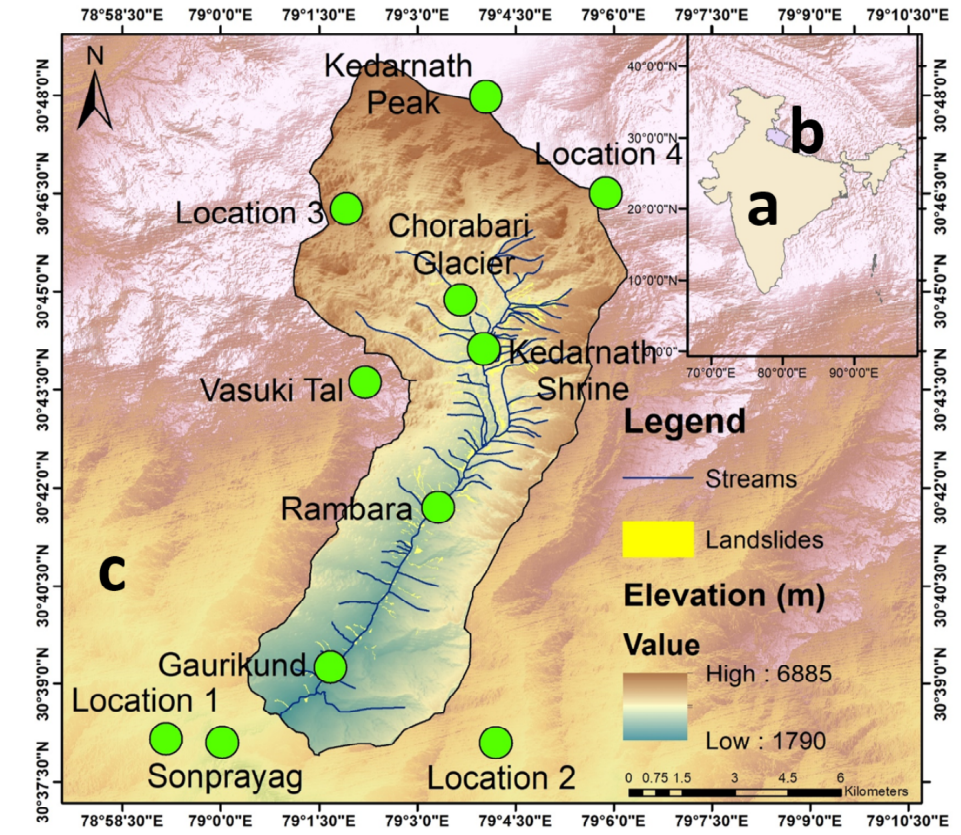 78°58'30"E 79°0'0"E 79°1'30"E 79°3'0"E 79°4'30"E 79°6'0"E 79°7'30"E 79°9'0"E 79°10'30"E
N
Kedarnath
Peak
Location 4
Location 3
Chorabari
Glacier
Kedarnath
Shrine
Vasuki Tal
Rambara
c
Gaurikund
Location 1
Sonprayag
Location 2
40°0'0"N
30°0'0"N
20°0'0"N
10°0'0"N
b
a
70°0'0"E 80°0'0"E 90°0'0"E
Legend
Streams
Landslides
Elevation (m)
Value
High : 6885
Low : 1790
0 0.75 1.5 3 4.5 6
Kilometers
30°48'0"N
30°46'30"N
30°45'0"N
30°43'30"N
30°42'0"N
30°40'30"N
30°39'0"N
30°37'30"N
30°48'0"N
30°46'30"N
30°45'0"N
30°43'30"N
30°42'0"N
30°40'30"N
30°39'0"N
30°37'30"N
78°58'30"E 79°0'0"E 79°1'30"E 79°3'0"E 79°4'30"E 79°6'0"E 79°7'30"E 79°9'0"E 79°10'30"E